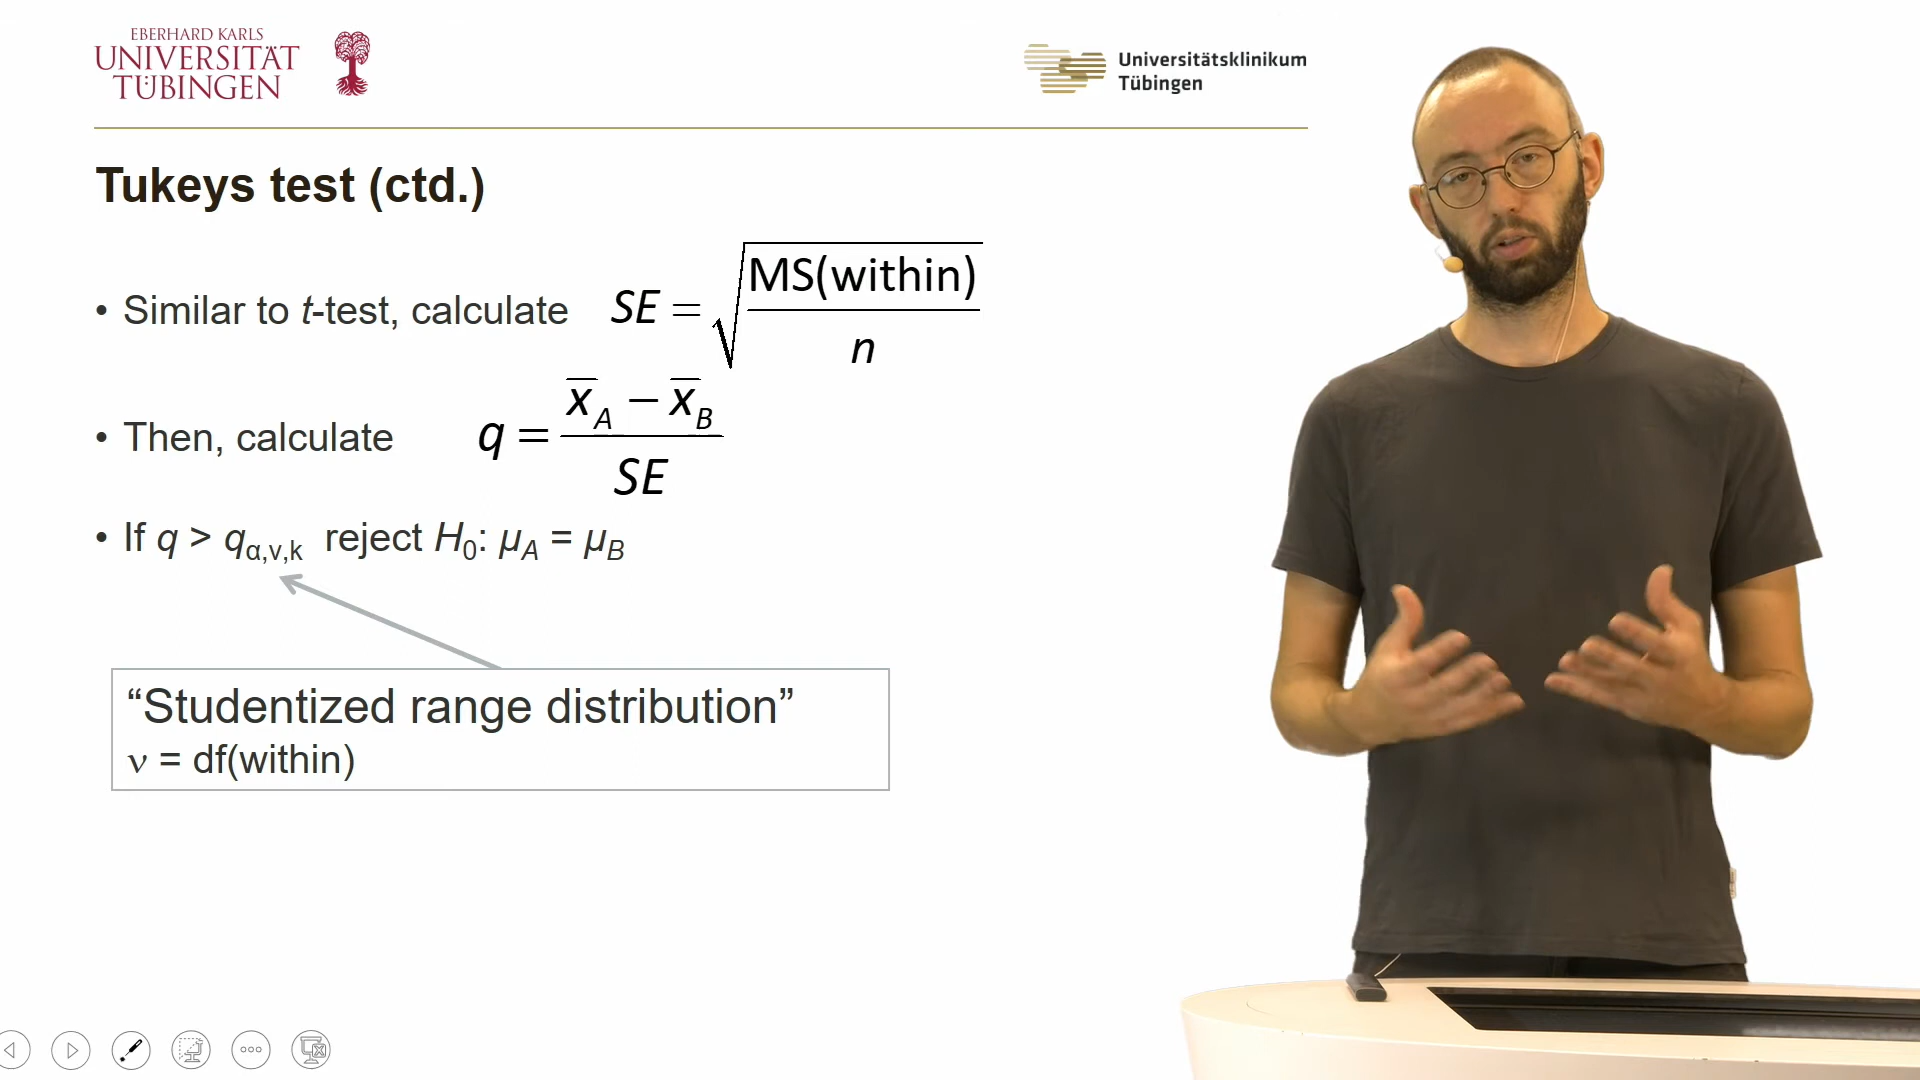 EBERHARD KARLS
UNIVERSITÄT
TÜBINGEN
Universitätsklinikum
Tübingen
Tukeys test (ctd.)
• Similar to t-test, calculate SE = √(MS(within) / n)
• Then, calculate q = (x̅A − x̅B) / SE
• If q > qα,ν,k reject H0: μA = μB
“Studentized range distribution”
ν = df(within)